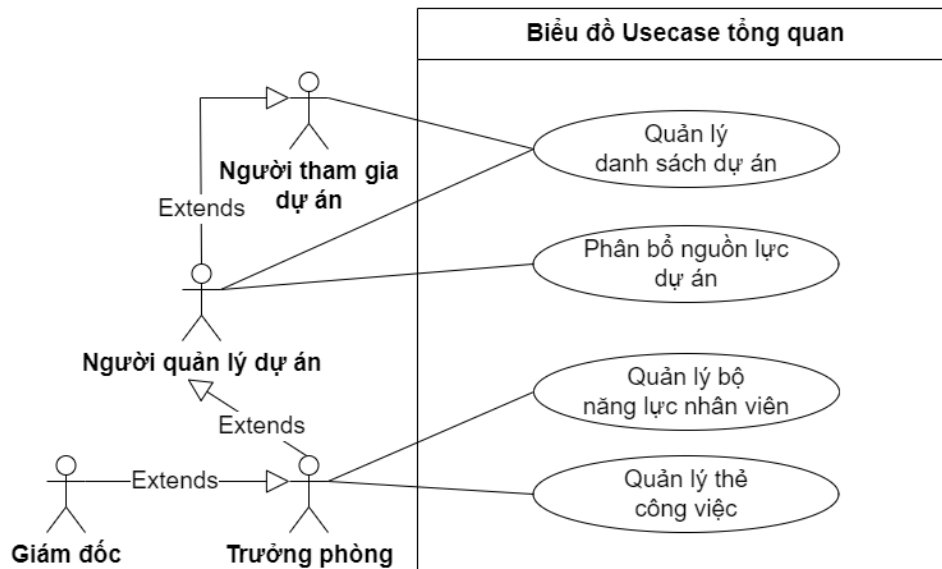 Biểu đồ Usecase tổng quan
Người tham gia
dự án
Quản lý
danh sách dự án
Extends
Phân bổ nguồn lực
dự án
Người quản lý dự án
Quản lý bộ
năng lực nhân viên
Extends
Extends
Quản lý thẻ
công việc
Giám đốc
Trưởng phòng